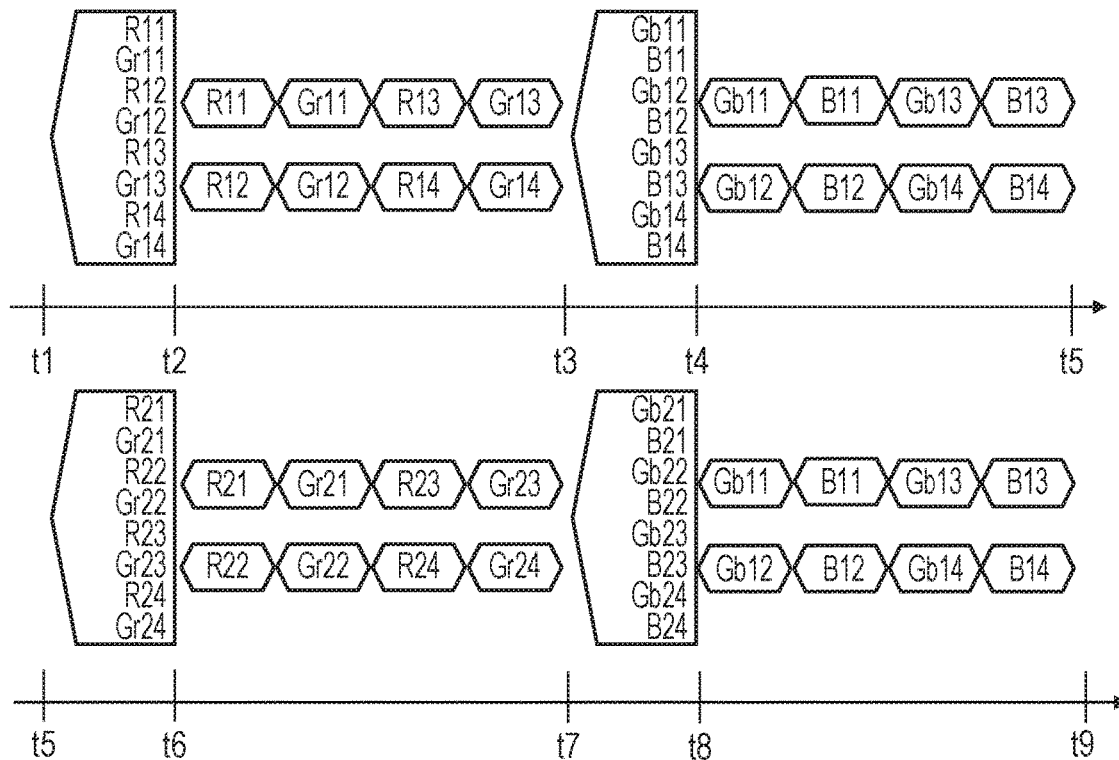 R11
Gr11
R12
Gr12
R13
Gr13
R14
Gr14
R11 Gr11 R13 Gr13
R12 Gr12 R14 Gr14
Gb11
B11
Gb12
B12
Gb13
B13
Gb14
B14
Gb11 B11 Gb13 B13
Gb12 B12 Gb14 B14
t1 t2 t3 t4 t5
R21
Gr21
R22
Gr22
R23
Gr23
R24
Gr24
R21 Gr21 R23 Gr23
R22 Gr22 R24 Gr24
Gb21
B21
Gb22
B22
Gb23
B23
Gb24
B24
Gb11 B11 Gb13 B13
Gb12 B12 Gb14 B14
t5 t6 t7 t8 t9